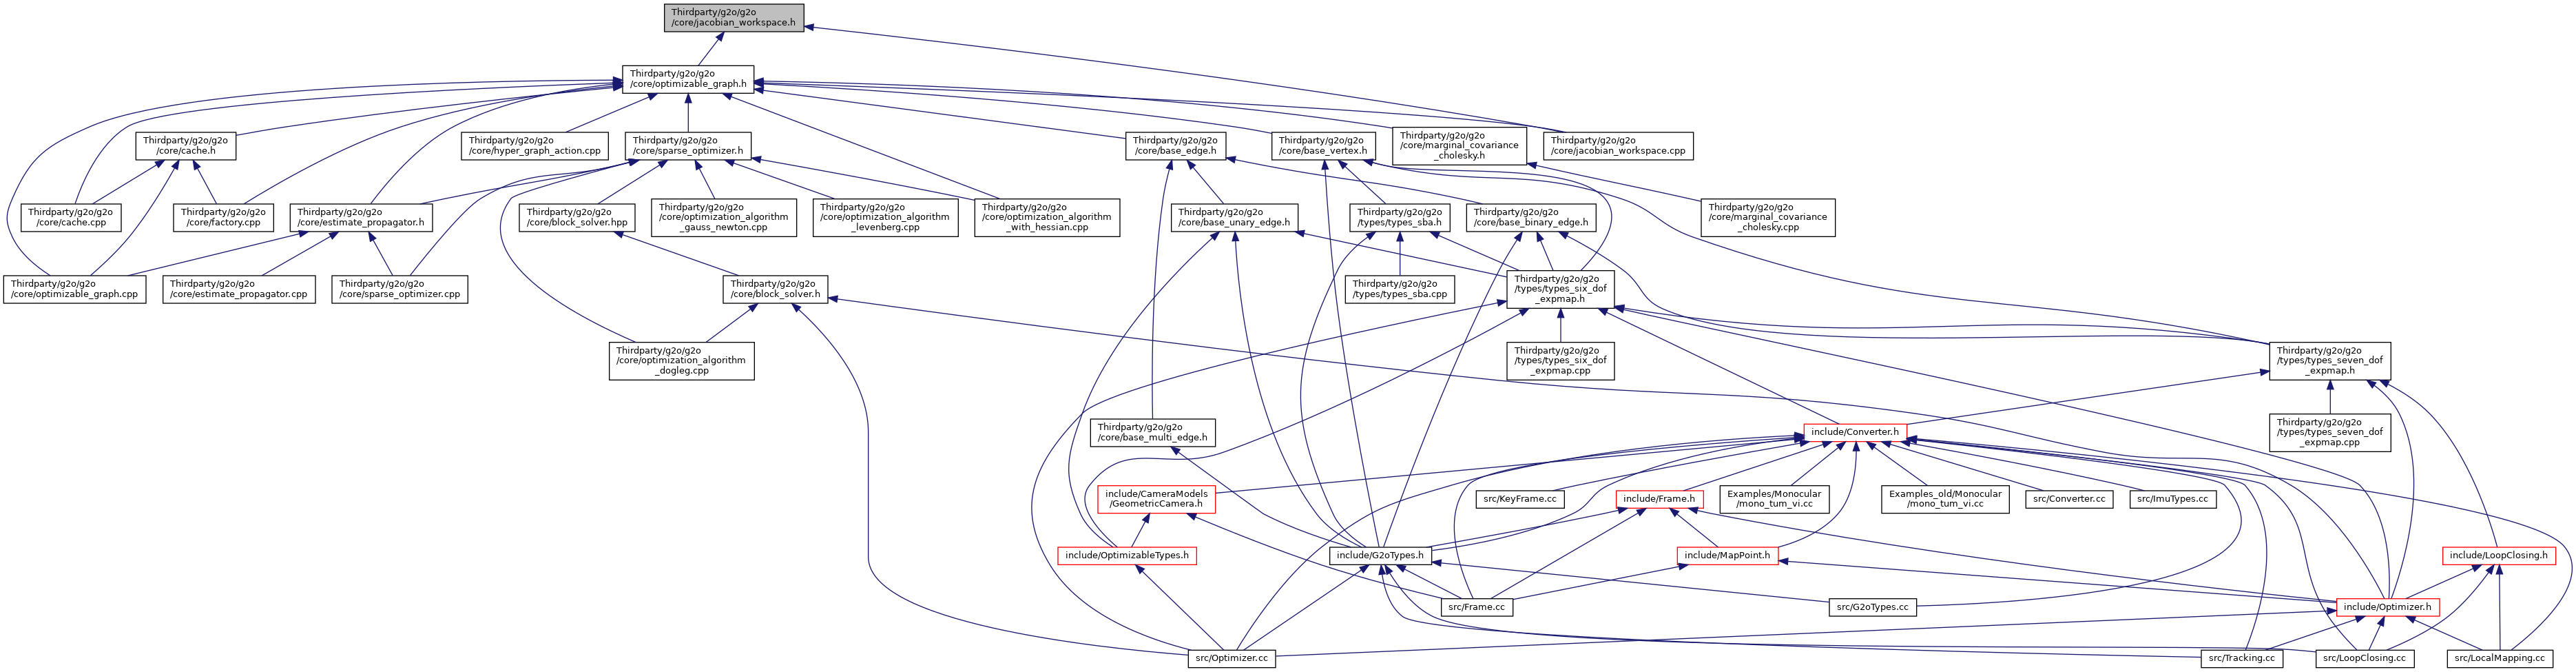 Thirdparty/g2o/g2o
/core/jacobian_workspace.h
Thirdparty/g2o/g2o
/core/optimizable_graph.h
Thirdparty/g2o/g2o
/core/cache.h
Thirdparty/g2o/g2o
/core/hyper_graph_action.cpp
Thirdparty/g2o/g2o
/core/sparse_optimizer.h
Thirdparty/g2o/g2o
/core/base_edge.h
Thirdparty/g2o/g2o
/core/base_vertex.h
Thirdparty/g2o/g2o
/core/marginal_covariance
_cholesky.h
Thirdparty/g2o/g2o
/core/jacobian_workspace.cpp
Thirdparty/g2o/g2o
/core/cache.cpp
Thirdparty/g2o/g2o
/core/factory.cpp
Thirdparty/g2o/g2o
/core/estimate_propagator.h
Thirdparty/g2o/g2o
/core/block_solver.hpp
Thirdparty/g2o/g2o
/core/optimization_algorithm
_gauss_newton.cpp
Thirdparty/g2o/g2o
/core/optimization_algorithm
_levenberg.cpp
Thirdparty/g2o/g2o
/core/optimization_algorithm
_with_hessian.cpp
Thirdparty/g2o/g2o
/core/base_unary_edge.h
Thirdparty/g2o/g2o
/types/types_sba.h
Thirdparty/g2o/g2o
/core/base_binary_edge.h
Thirdparty/g2o/g2o
/core/marginal_covariance
_cholesky.cpp
Thirdparty/g2o/g2o
/core/optimizable_graph.cpp
Thirdparty/g2o/g2o
/core/estimate_propagator.cpp
Thirdparty/g2o/g2o
/core/sparse_optimizer.cpp
Thirdparty/g2o/g2o
/core/block_solver.h
Thirdparty/g2o/g2o
/types/types_sba.cpp
Thirdparty/g2o/g2o
/types/types_six_dof
_expmap.h
Thirdparty/g2o/g2o
/core/optimization_algorithm
_dogleg.cpp
Thirdparty/g2o/g2o
/types/types_six_dof
_expmap.cpp
Thirdparty/g2o/g2o
/types/types_seven_dof
_expmap.h
Thirdparty/g2o/g2o
/core/base_multi_edge.h
include/Converter.h
Thirdparty/g2o/g2o
/types/types_seven_dof
_expmap.cpp
include/CameraModels
/GeometricCamera.h
src/KeyFrame.cc
include/Frame.h
Examples/Monocular
/mono_tum_vi.cc
Examples_old/Monocular
/mono_tum_vi.cc
src/Converter.cc
src/ImuTypes.cc
include/OptimizableTypes.h
include/G2oTypes.h
include/MapPoint.h
include/LoopClosing.h
src/Frame.cc
src/G2oTypes.cc
include/Optimizer.h
src/Optimizer.cc
src/Tracking.cc
src/LoopClosing.cc
src/LocalMapping.cc